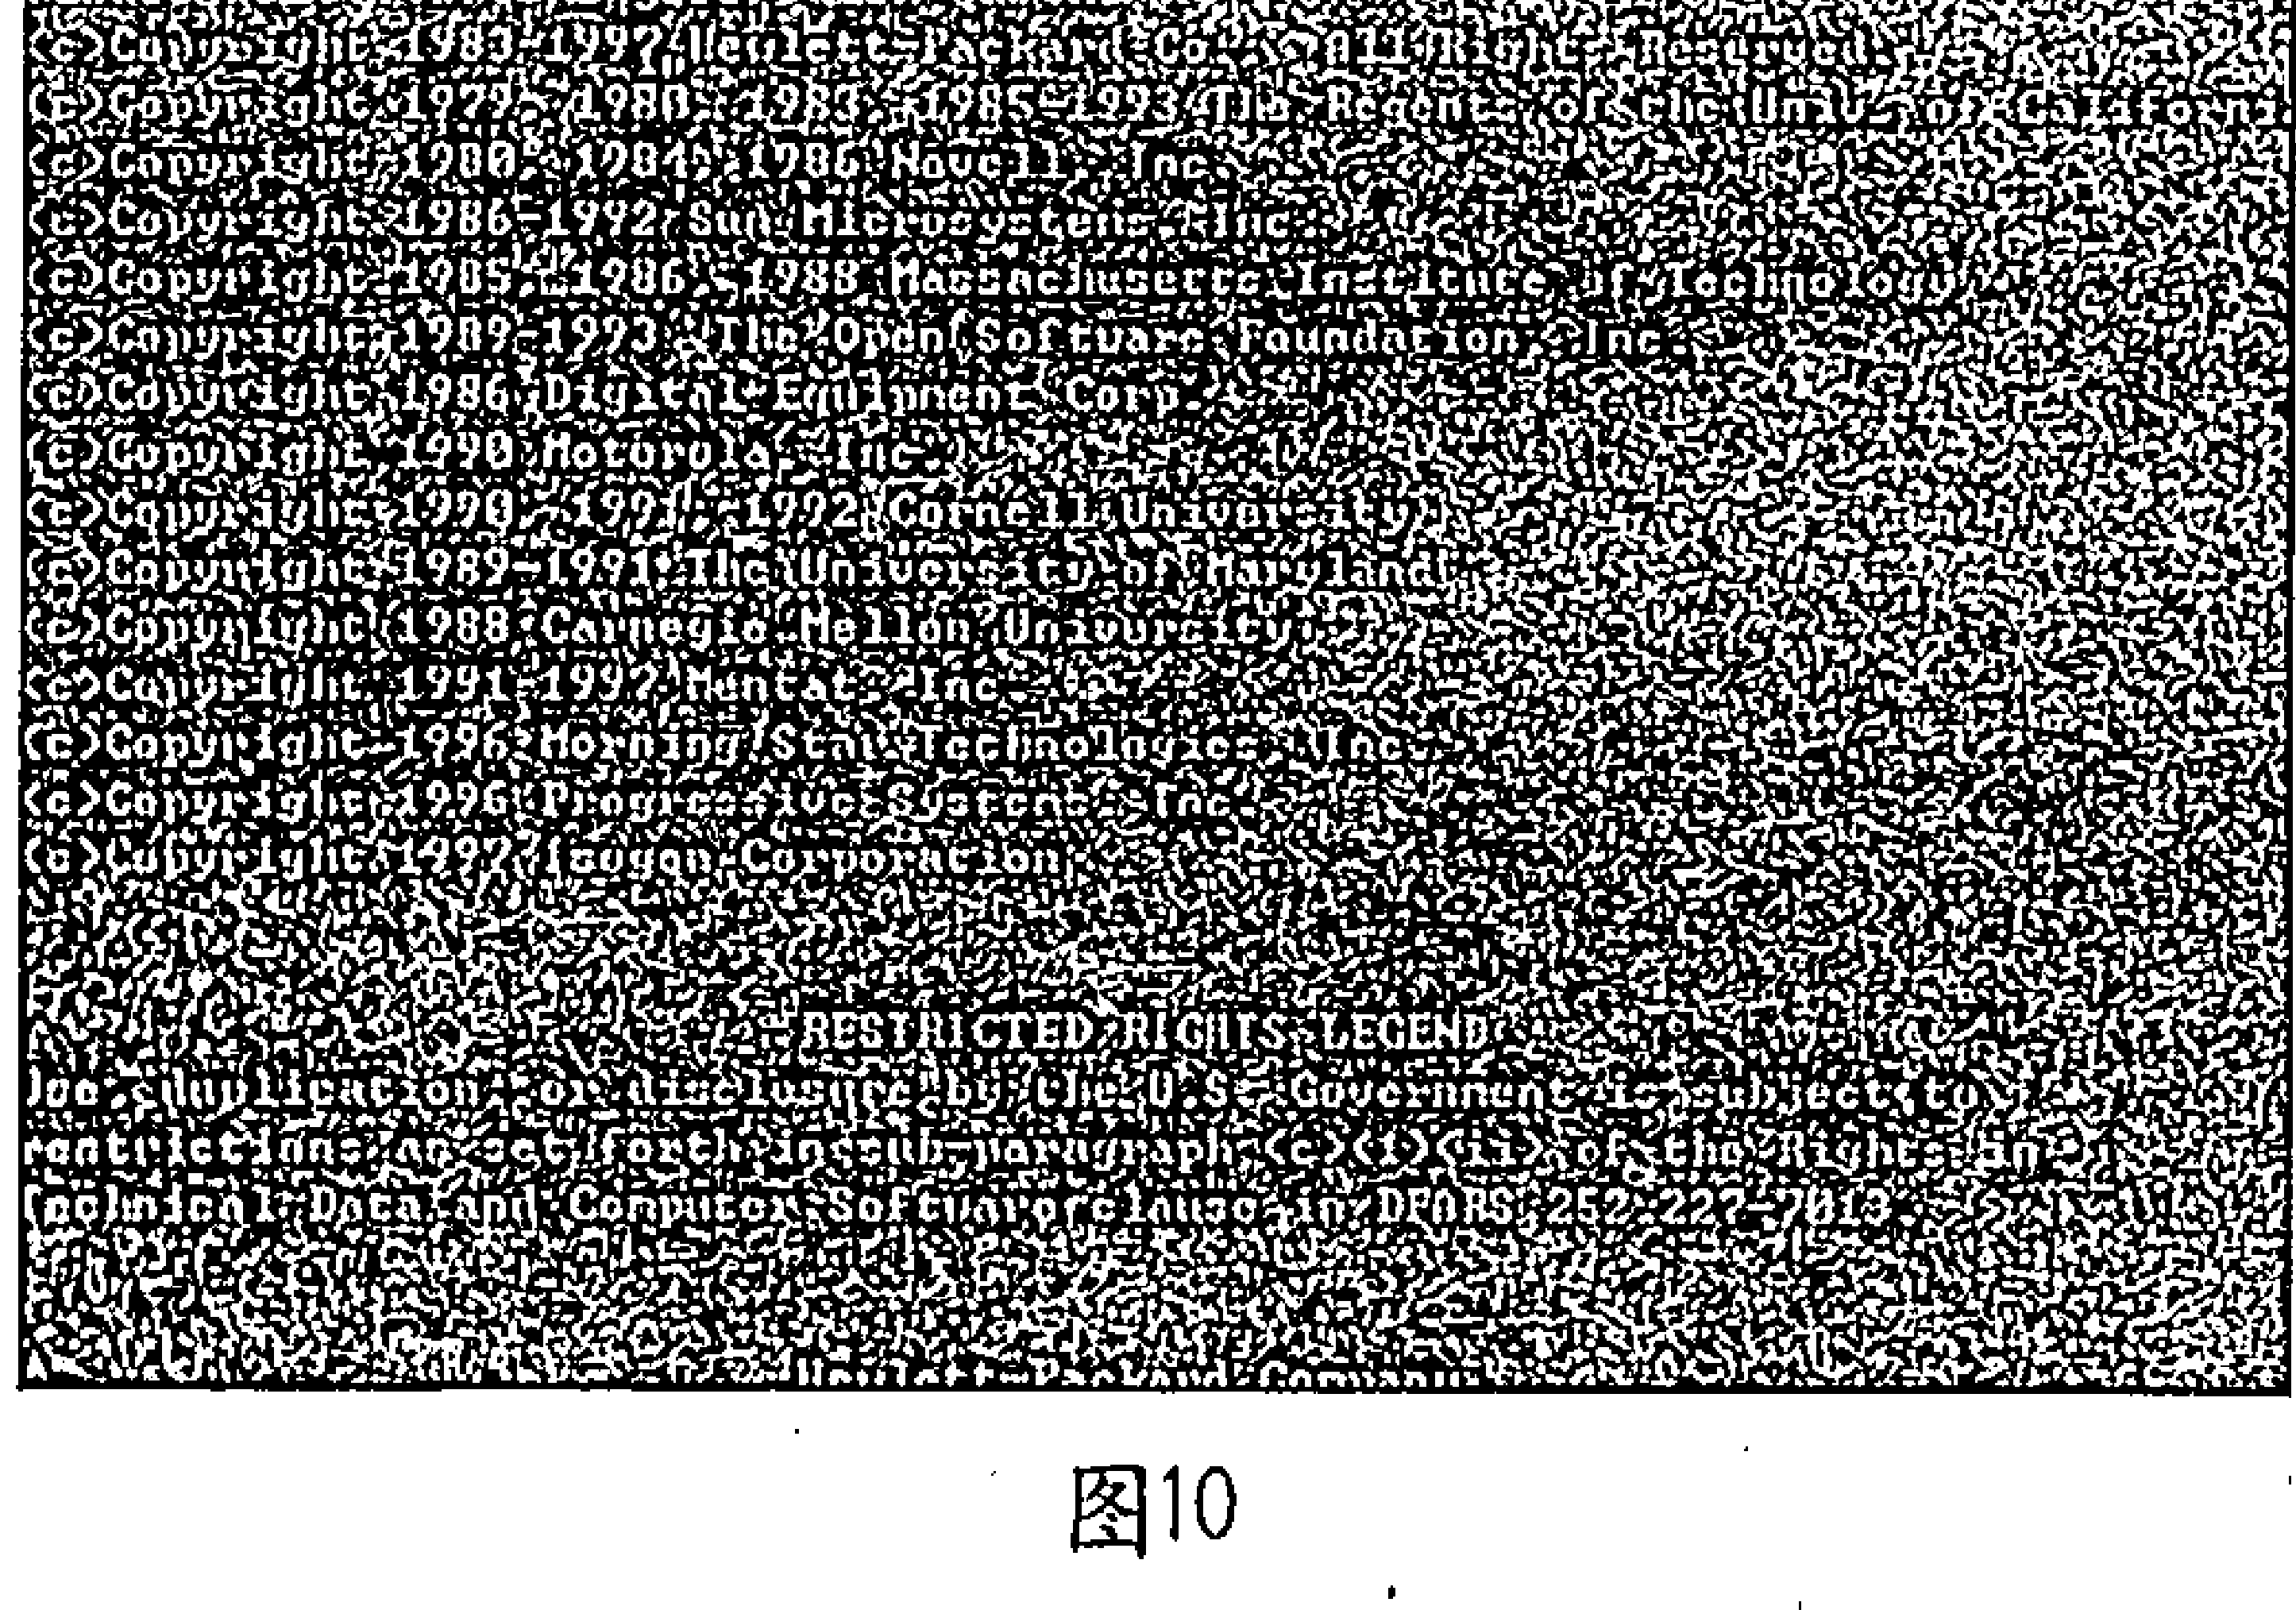 (c)Copyright 1983-1997 Hewlett-Packard Co., All Rights Reserved.
(c)Copyright 1979, 1980, 1983, 1985-1993 The Regents of the Univ. of Californi
(c)Copyright 1980, 1984, 1986 Novell, Inc.
(c)Copyright 1986-1992 Sun Microsystems, Inc.
(c)Copyright 1985, 1986, 1988 Massachusetts Institute of Technology
(c)Copyright 1989-1993 The Open Software Foundation, Inc.
(c)Copyright 1986 Digital Equipment Corp.
(c)Copyright 1990 Motorola, Inc.
(c)Copyright 1990, 1991, 1992 Cornell University
(c)Copyright 1989-1991 The University of Maryland
(c)Copyright 1988 Carnegie Mellon University
(c)Copyright 1991-1997 Mentat, Inc.
(c)Copyright 1996 Morning Star Technologies, Inc.
(c)Copyright 1996 Progressive Systems, Inc.
(c)Copyright 1997 Isogon Corporation
RESTRICTED RIGHTS LEGEND
Use, duplication, or disclosure by the U.S. Government is subject to
restrictions as set forth in sub-paragraph (c)(1)(ii) of the Rights in
Technical Data and Computer Software clause in DFARS 252.227-7013.
Hewlett-Packard Company
图10